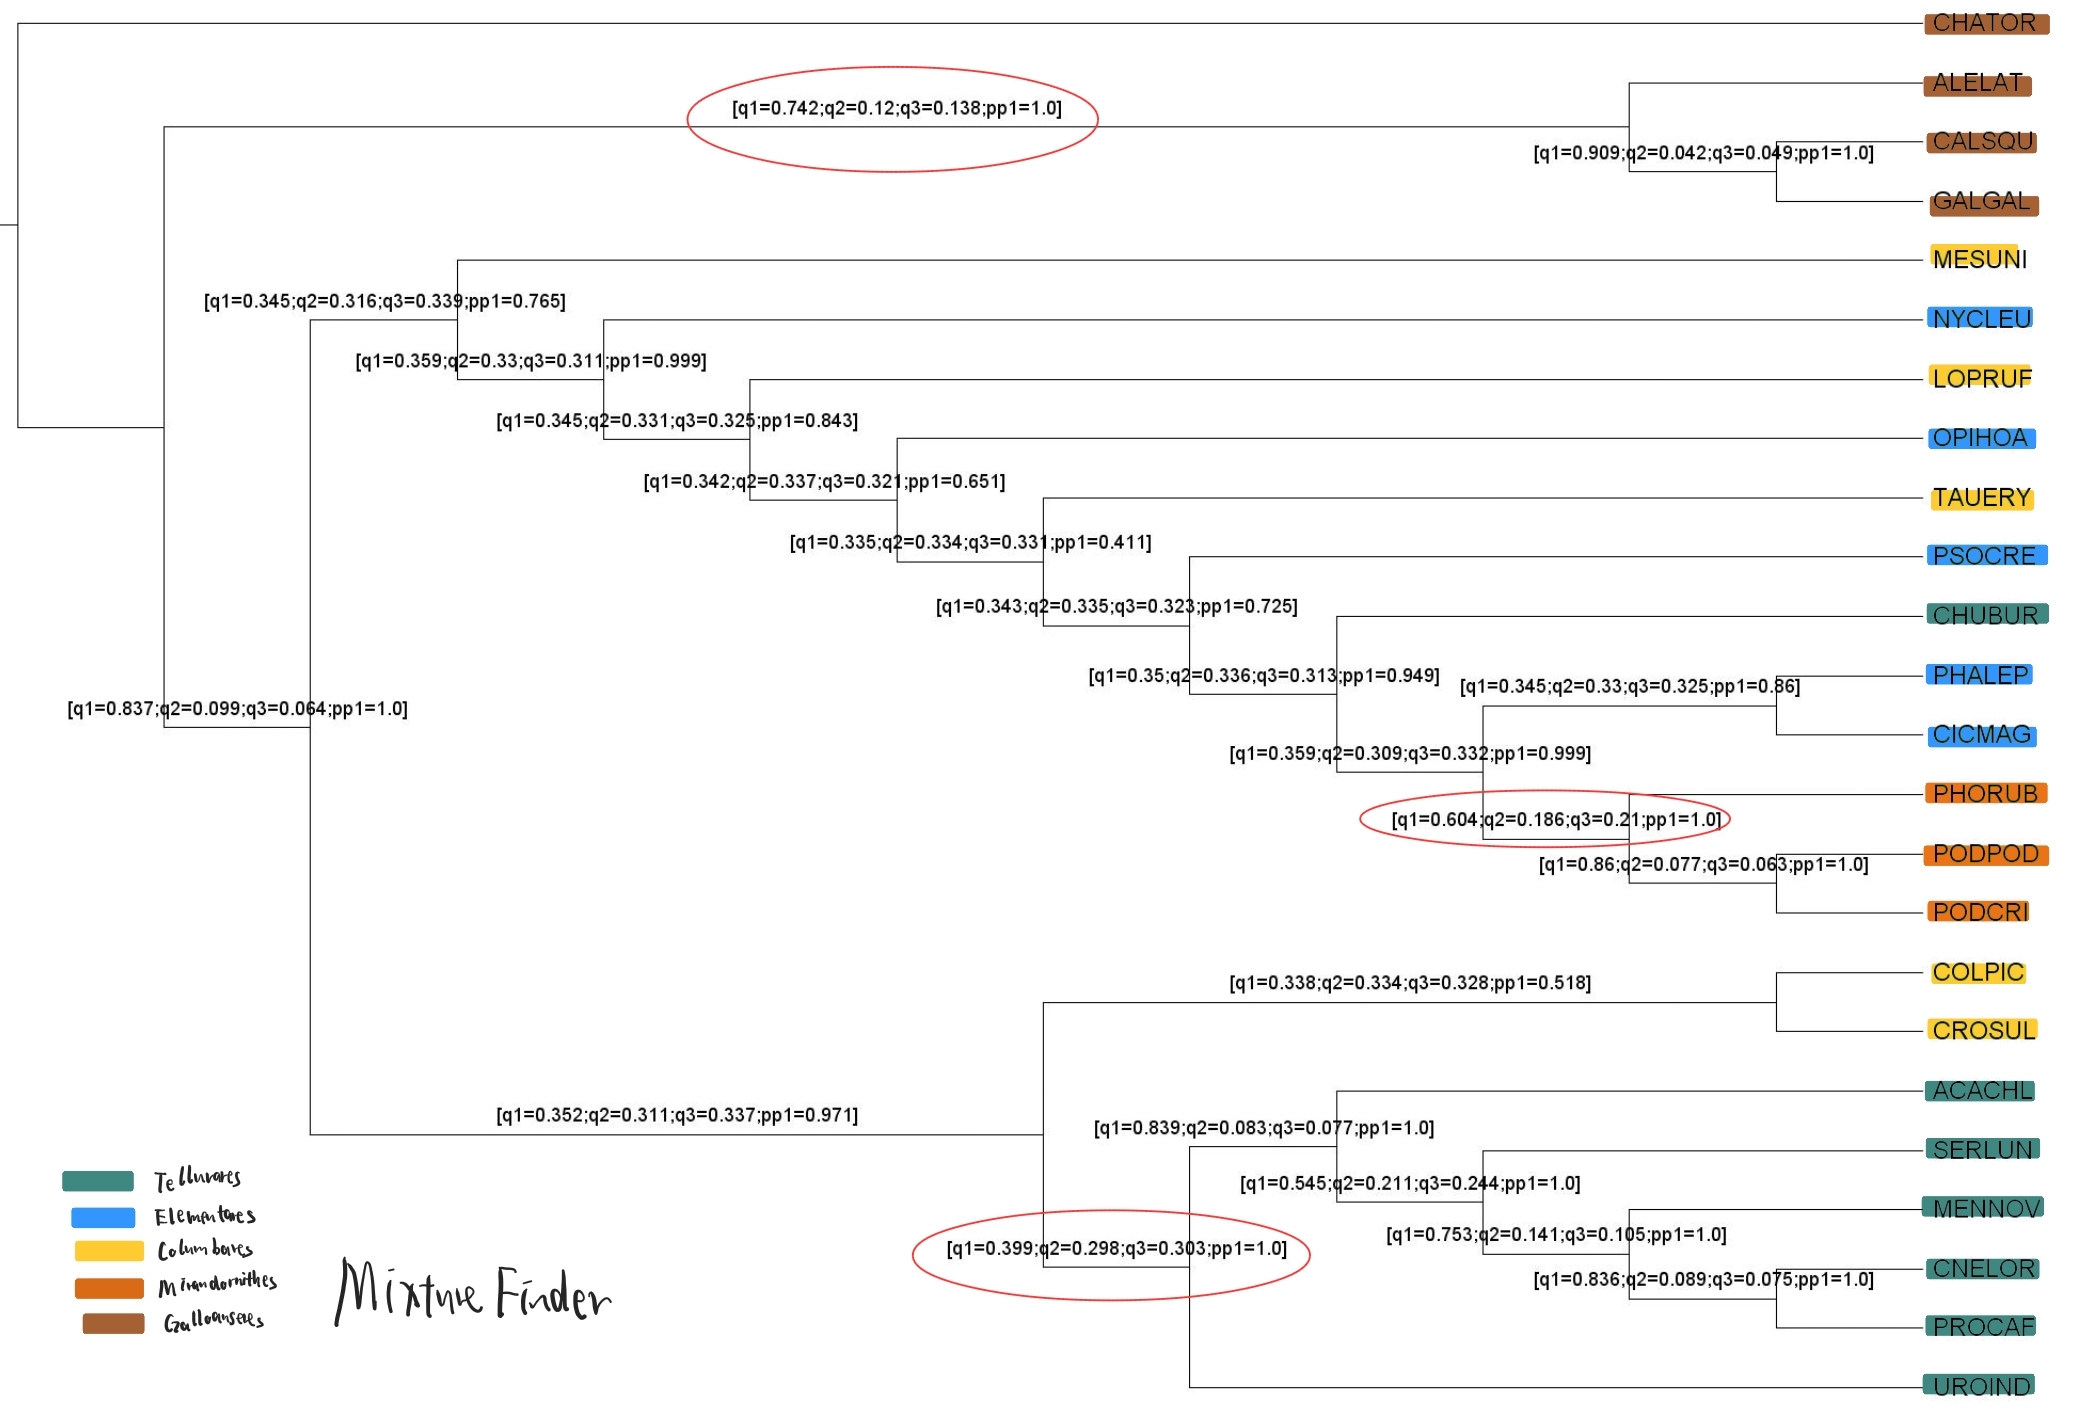 CHATOR
[q1=0.742;q2=0.12;q3=0.138;pp1=1.0]
ALELAT
CALSQU
[q1=0.909;q2=0.042;q3=0.049;pp1=1.0]
GALGAL
MESUNI
[q1=0.345;q2=0.316;q3=0.339;pp1=0.765]
NYCLEU
[q1=0.359;q2=0.33;q3=0.311;pp1=0.999]
LOPRUF
[q1=0.345;q2=0.331;q3=0.325;pp1=0.843]
OPIHOA
[q1=0.342;q2=0.337;q3=0.321;pp1=0.651]
TAUERY
[q1=0.335;q2=0.334;q3=0.331;pp1=0.411]
PSOCRE
[q1=0.343;q2=0.335;q3=0.323;pp1=0.725]
CHUBUR
[q1=0.35;q2=0.336;q3=0.313;pp1=0.949]
PHALEP
[q1=0.345;q2=0.33;q3=0.325;pp1=0.86]
[q1=0.837;q2=0.099;q3=0.064;pp1=1.0]
CICMAG
[q1=0.359;q2=0.309;q3=0.332;pp1=0.999]
PHORUB
[q1=0.604;q2=0.186;q3=0.21;pp1=1.0]
PODPOD
[q1=0.86;q2=0.077;q3=0.063;pp1=1.0]
PODCRI
COLPIC
[q1=0.338;q2=0.334;q3=0.328;pp1=0.518]
CROSUL
ACACHL
[q1=0.352;q2=0.311;q3=0.337;pp1=0.971]
[q1=0.839;q2=0.083;q3=0.077;pp1=1.0]
SERLUN
[q1=0.545;q2=0.211;q3=0.244;pp1=1.0]
MENNOV
[q1=0.753;q2=0.141;q3=0.105;pp1=1.0]
[q1=0.399;q2=0.298;q3=0.303;pp1=1.0]
CNELOR
[q1=0.836;q2=0.089;q3=0.075;pp1=1.0]
PROCAF
UROIND
Telluvares
Elementares
Columbares
Mirandornithes
Galloanseres
Mixture Finder